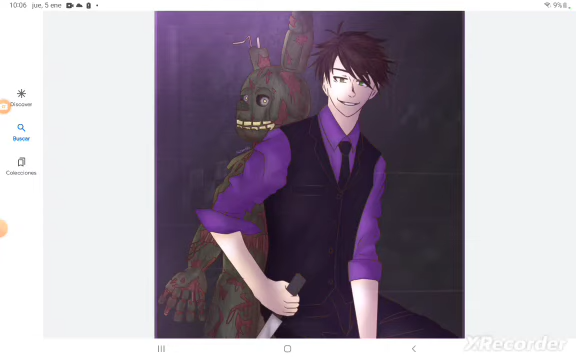 10:06 jue, 5 ene
9%
Discover
Buscar
Colecciones
XRecorder